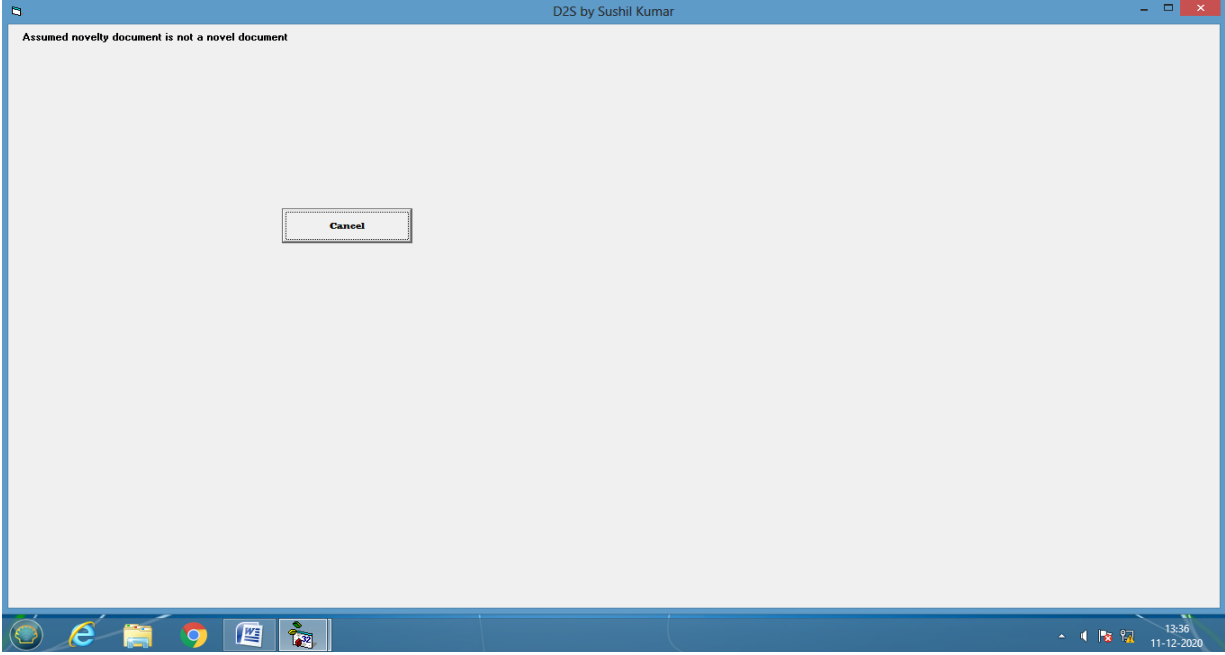 D2S by Sushil Kumar
Assumed novelty document is not a novel document
Cancel
13:36
11-12-2020